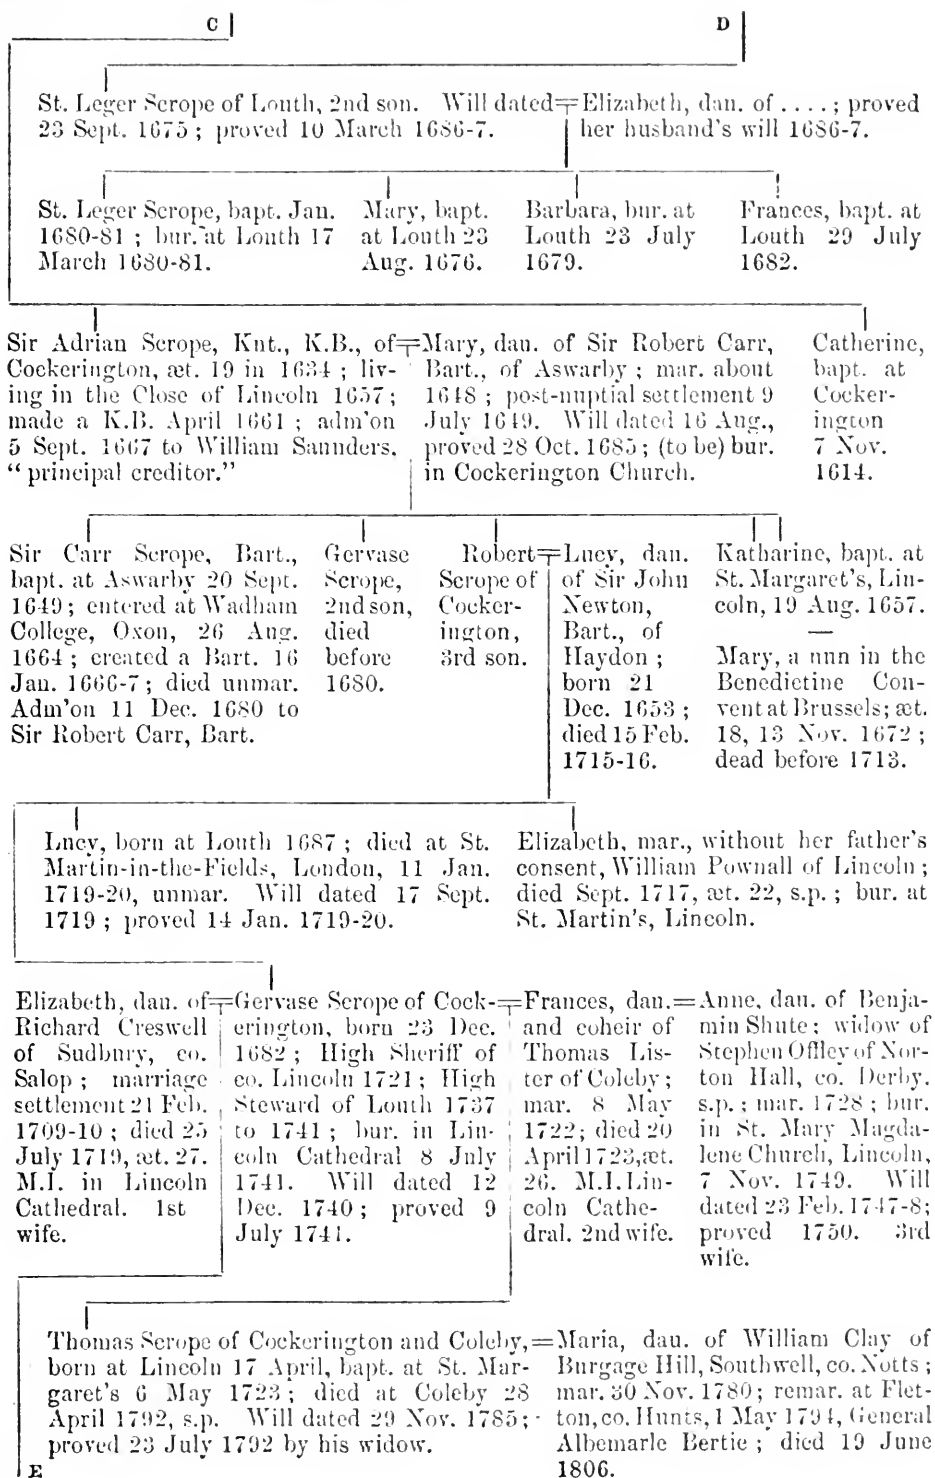 C D
St. Leger Scrope of Louth, 2nd son. Will dated
23 Sept. 1675 ; proved 10 March 1686-7.
=Elizabeth, dau. of . . . . ; proved
her husband's will 1686-7.
St. Leger Scrope, bapt. Jan.
1680-81 ; bur. at Louth 17
March 1680-81.
Mary, bapt.
at Louth 23
Aug. 1676.
Barbara, bur. at
Louth 23 July
1679.
Frances, bapt. at
Louth 29 July
1682.
Sir Adrian Scrope, Knt., K.B., of
Cockerington, æt. 19 in 1634 ; liv-
ing in the Close of Lincoln 1657 ;
made a K.B. April 1661 ; adm'on
5 Sept. 1667 to William Saunders,
"principal creditor."
=Mary, dau. of Sir Robert Carr,
Bart., of Aswarby ; mar. about
1648 ; post-nuptial settlement 9
July 1649. Will dated 16 Aug.,
proved 28 Oct. 1685 ; (to be) bur.
in Cockerington Church.
Catherine,
bapt. at
Cocker-
ington
7 Nov.
1614.
Sir Carr Scrope, Bart.,
bapt. at Aswarby 20 Sept.
1649 ; entered at Wadham
College, Oxon, 26 Aug.
1664 ; created a Bart. 16
Jan. 1666-7 ; died unmar.
Adm'on 11 Dec. 1680 to
Sir Robert Carr, Bart.
Gervase
Scrope,
2nd son,
died
before
1680.
Robert
Scrope of
Cocker-
ington,
3rd son.
=Lucy, dau.
of Sir John
Newton,
Bart., of
Haydon ;
born 21
Dec. 1653 ;
died 15 Feb.
1715-16.
Katharine, bapt. at
St. Margaret's, Lin-
coln, 19 Aug. 1657.
—
Mary, a nun in the
Benedictine Con-
vent at Brussels ; æt.
18, 13 Nov. 1672 ;
dead before 1713.
Lucy, born at Louth 1687 ; died at St.
Martin-in-the-Fields, London, 11 Jan.
1719-20, unmar. Will dated 17 Sept.
1719 ; proved 14 Jan. 1719-20.
Elizabeth, mar., without her father's
consent, William Pownall of Lincoln ;
died Sept. 1717, æt. 22, s.p. ; bur. at
St. Martin's, Lincoln.
Elizabeth, dau. of
Richard Creswell
of Sudbury, co.
Salop ; marriage
settlement 21 Feb.
1709-10 ; died 25
July 1719, æt. 27.
M.I. in Lincoln
Cathedral. 1st
wife.
=Gervase Scrope of Cock-
erington, born 23 Dec.
1682 ; High Sheriff of
co. Lincoln 1721 ; High
Steward of Louth 1737
to 1741 ; bur. in Lin-
coln Cathedral 8 July
1741. Will dated 12
Dec. 1740 ; proved 9
July 1741.
=Frances, dau.
and coheir of
Thomas Lis-
ter of Coleby ;
mar. 8 May
1722 ; died 20
April 1723, æt.
26. M.I. Lin-
coln Cathe-
dral. 2nd wife.
=Anne, dau. of Benja-
min Shute ; widow of
Stephen Offley of Nor-
ton Hall, co. Derby.
s.p. ; mar. 1728 ; bur.
in St. Mary Magda-
lene Church, Lincoln,
7 Nov. 1749. Will
dated 23 Feb. 1747-8 ;
proved 1750. 3rd
wife.
Thomas Scrope of Cockerington and Coleby,
born at Lincoln 17 April, bapt. at St. Mar-
garet's 6 May 1723 ; died at Coleby 28
April 1792, s.p. Will dated 29 Nov. 1785 ;
proved 23 July 1792 by his widow.
=Maria, dau. of William Clay of
Burgage Hill, Southwell, co. Notts ;
mar. 30 Nov. 1780 ; remar. at Flet-
ton, co. Hunts, 1 May 1794, General
Albemarle Bertie ; died 19 June
1806.
E